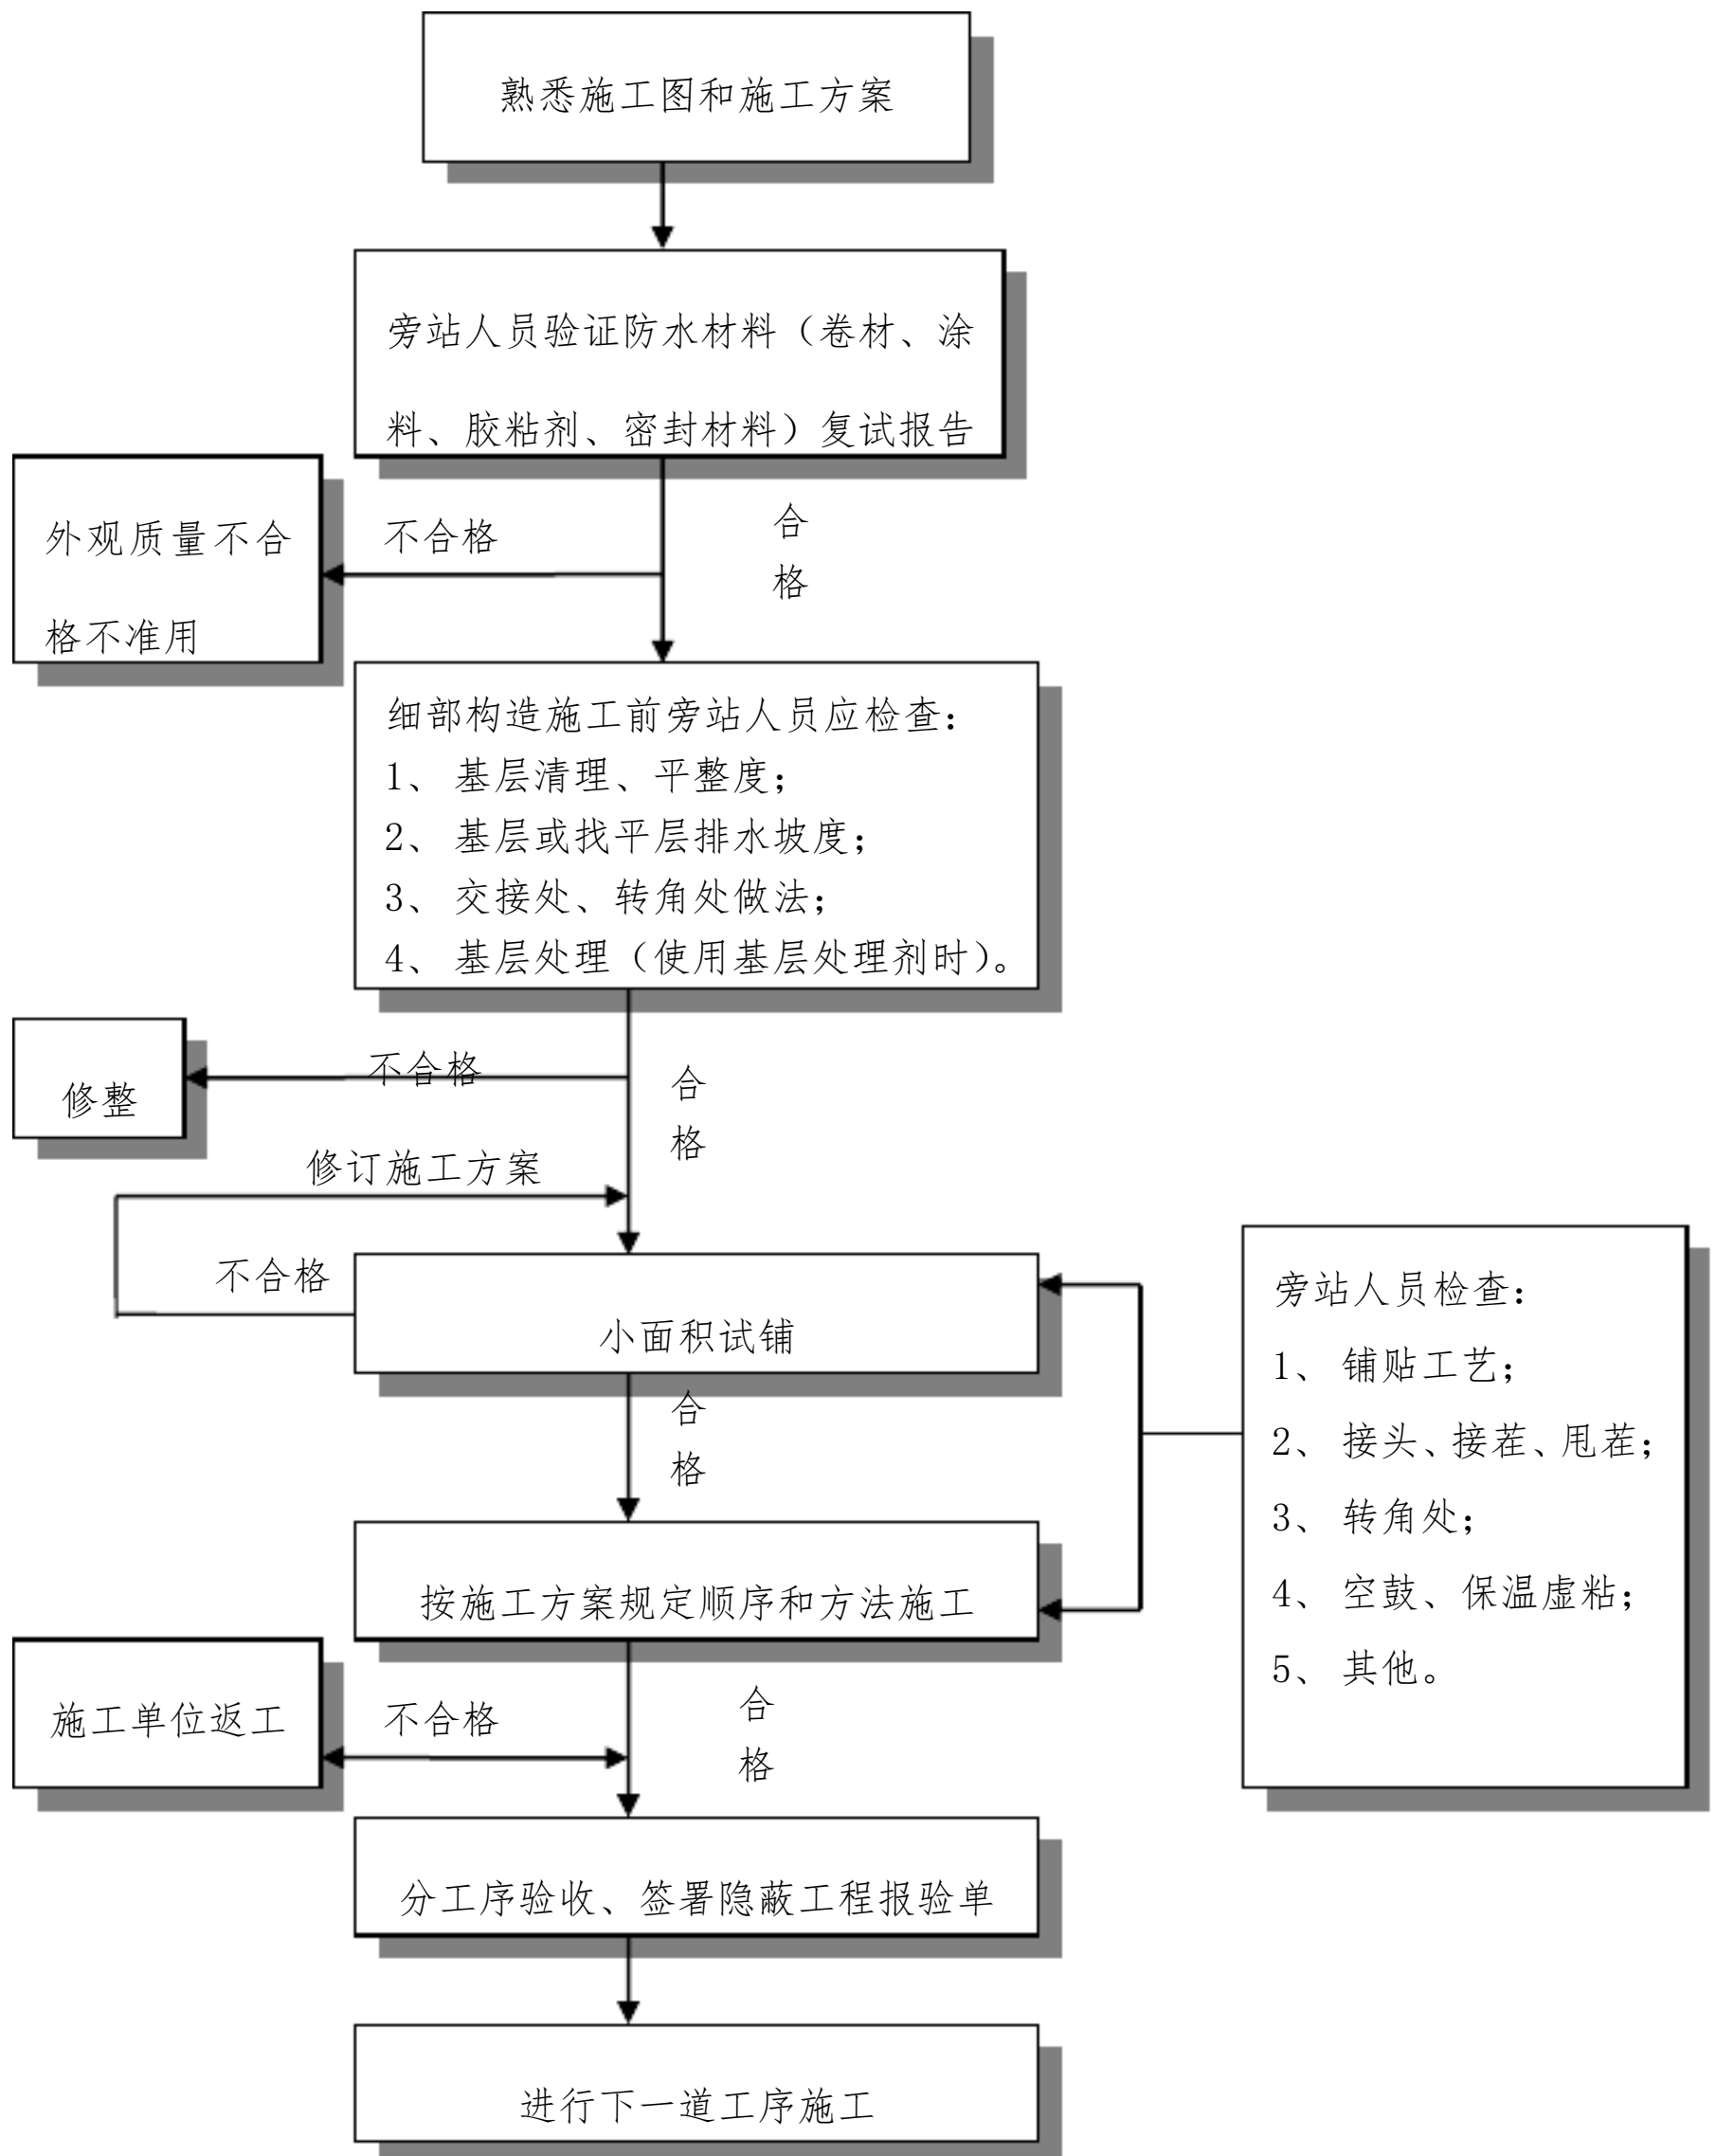 熟悉施工图和施工方案
旁站人员验证防水材料（卷材、涂
料、胶粘剂、密封材料）复试报告
外观质量不合
格不准用
不合格
合
格
细部构造施工前旁站人员应检查：
1、 基层清理、平整度；
2、 基层或找平层排水坡度；
3、 交接处、转角处做法；
4、 基层处理（使用基层处理剂时）。
修整
不合格
合
格
修订施工方案
不合格
小面积试铺
旁站人员检查：
1、 铺贴工艺；
2、 接头、接茬、甩茬；
3、 转角处；
4、 空鼓、保温虚粘；
5、 其他。
合
格
按施工方案规定顺序和方法施工
施工单位返工
不合格
合
格
分工序验收、签署隐蔽工程报验单
进行下一道工序施工